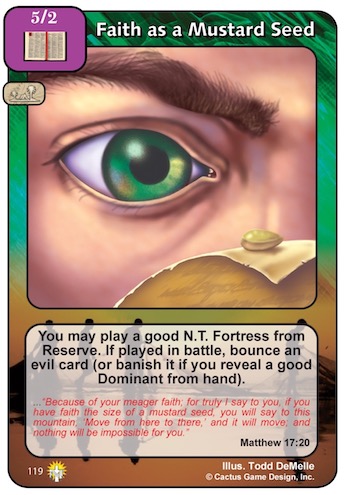 5/2
Faith as a Mustard Seed
You may play a good N.T. Fortress from
Reserve. If played in battle, bounce an
evil card (or banish it if you reveal a good
Dominant from hand).
..."Because of your meager faith; for truly I say to you, if you
have faith the size of a mustard seed, you will say to this
mountain, 'Move from here to there,' and it will move; and
nothing will be impossible for you."
Matthew 17:20
119
Illus. Todd DeMelle
© Cactus Game Design, Inc.